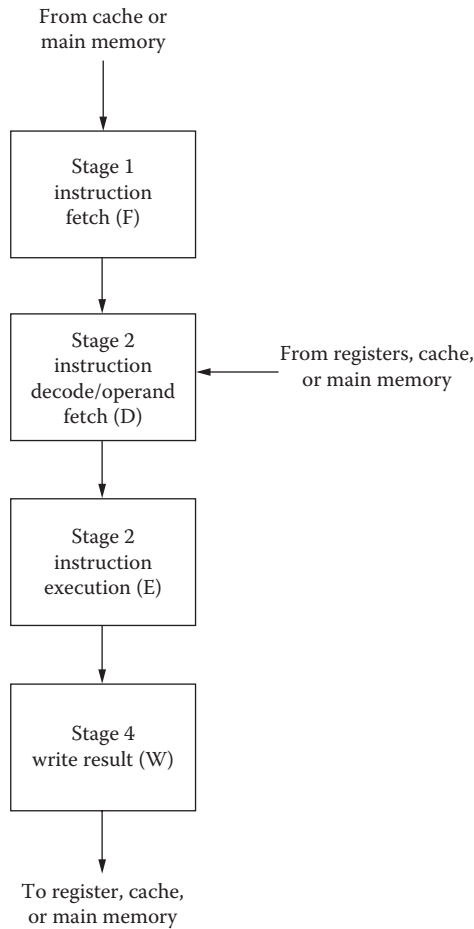 From cache or
main memory
Stage 1
instruction
fetch (F)
Stage 2
instruction
decode/operand
fetch (D)
From registers, cache,
or main memory
Stage 2
instruction
execution (E)
Stage 4
write result (W)
To register, cache,
or main memory